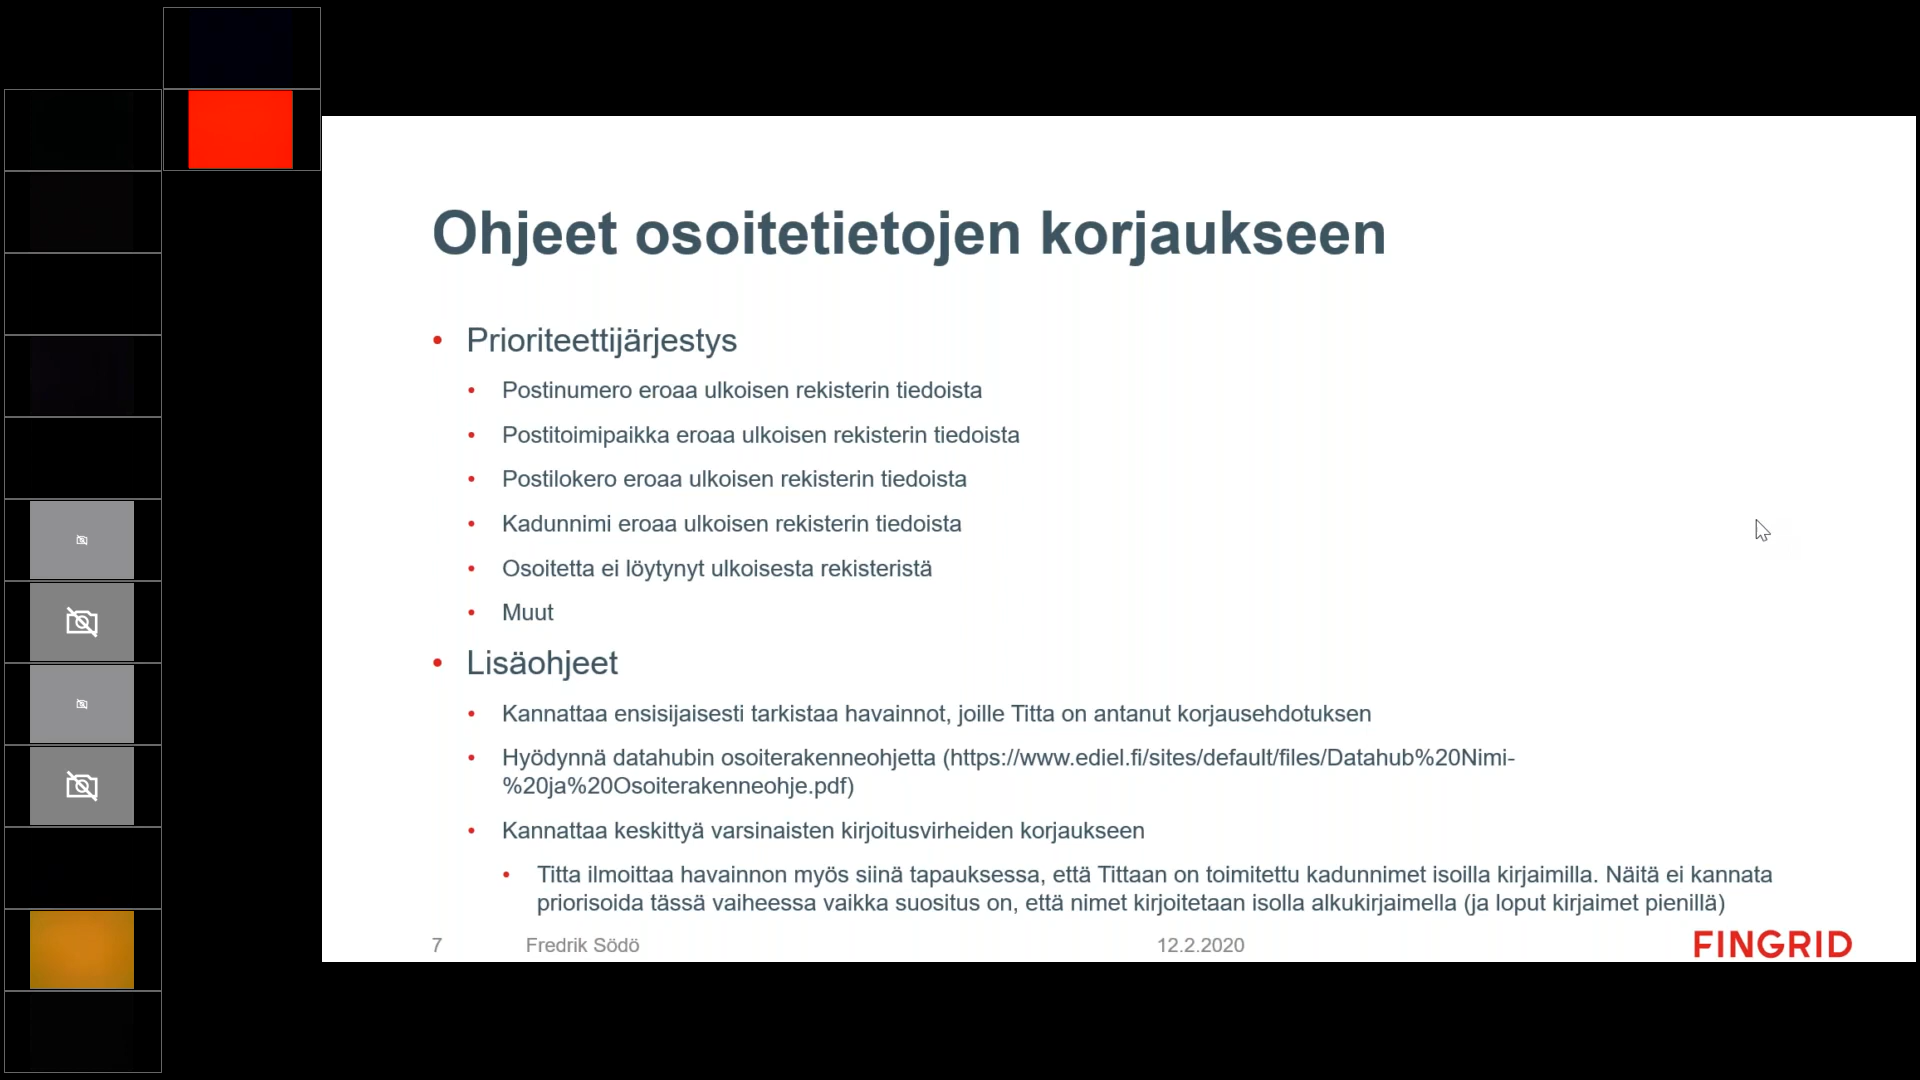 Ohjeet osoitetietojen korjaukseen
• Prioriteettijärjestys
• Postinumero eroaa ulkoisen rekisterin tiedoista
• Postitoimipaikka eroaa ulkoisen rekisterin tiedoista
• Postilokero eroaa ulkoisen rekisterin tiedoista
• Kadunnimi eroaa ulkoisen rekisterin tiedoista
• Osoitetta ei löytynyt ulkoisesta rekisteristä
• Muut
• Lisäohjeet
• Kannattaa ensisijaisesti tarkistaa havainnot, joille Titta on antanut korjausehdotuksen
• Hyödynnä datahubin osoiterakenneohjetta (https://www.ediel.fi/sites/default/files/Datahub%20Nimi-
%20ja%20Osoiterakenneohje.pdf)
• Kannattaa keskittyä varsinaisten kirjoitusvirheiden korjaukseen
• Titta ilmoittaa havainnon myös siinä tapauksessa, että Tittaan on toimitettu kadunnimet isoilla kirjaimilla. Näitä ei kannata
priorisoida tässä vaiheessa vaikka suositus on, että nimet kirjoitetaan isolla alkukirjaimella (ja loput kirjaimet pienillä)
7 Fredrik Södö 12.2.2020 FINGRID